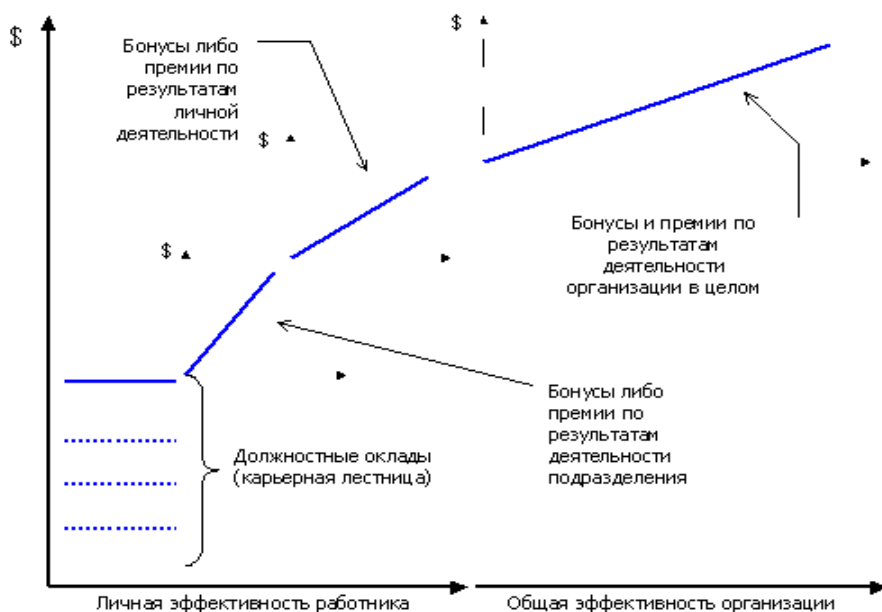 $
Бонусы либо
премии по
результатам
личной
деятельности
$
$
$
Бонусы и премии по
результатам
деятельности
организации в целом
Бонусы либо
премии по
результатам
деятельности
подразделения
Должностные оклады
(карьерная лестница)
Личная эффективность работника
Общая эффективность организации